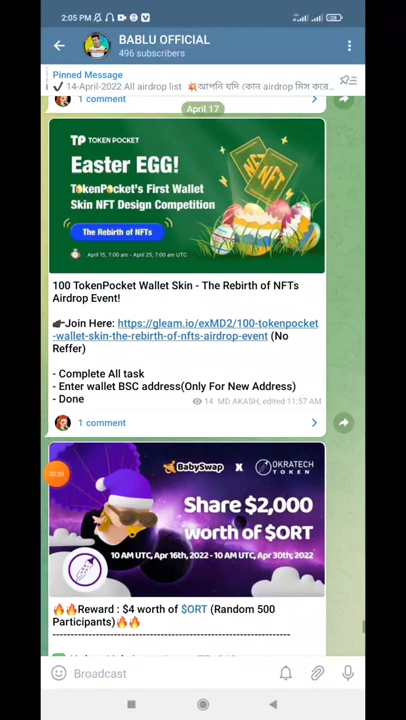 2:05 PM
BABLU OFFICIAL
496 subscribers
Pinned Message
✔ 14-April-2022 All airdrop list 💥আপনি যদি কোন airdrop মিস করে...
1 comment
April 17
TP TOKEN POCKET
Easter EGG!
TokenPocket's First Wallet
Skin NFT Design Competition
The Rebirth of NFTs
April 15, 7:00 am - April 25, 7:00 am UTC
NFT
NFT
100 TokenPocket Wallet Skin - The Rebirth of NFTs
Airdrop Event!
👉🏿Join Here: https://gleam.io/exMD2/100-tokenpocket
-wallet-skin-the-rebirth-of-nfts-airdrop-event (No
Reffer)
- Complete All task
- Enter wallet BSC address(Only For New Address)
- Done
14 MD AKASH, edited 11:57 AM
1 comment
BabySwap X OKRATECH
TOKEN
Share $2,000
worth of $ORT
10 AM UTC, Apr 16th, 2022 - 10 AM UTC, Apr 30th, 2022
🔥🔥Reward : $4 worth of $ORT (Random 500
Participants)🔥🔥
----------------------------------------------------------------
Broadcast